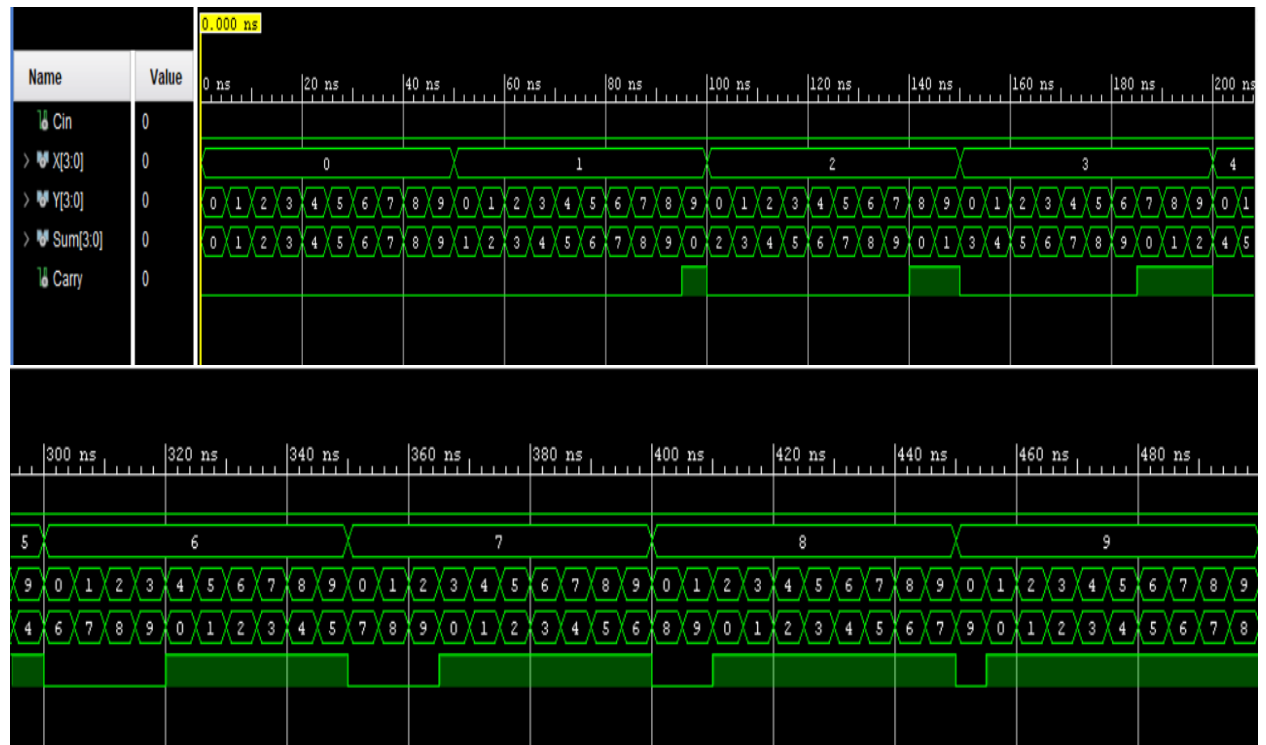 0.000 ns
Name Value 0 ns 20 ns 40 ns 60 ns 80 ns 100 ns 120 ns 140 ns 160 ns 180 ns 200 ns
Cin 0
X[3:0] 0 0 1 2 3 4
Y[3:0] 0 0 1 2 3 4 5 6 7 8 9 0 1 2 3 4 5 6 7 8 9 0 1 2 3 4 5 6 7 8 9 0 1 2 3 4 5 6 7 8 9 0 1
Sum[3:0] 0 0 1 2 3 4 5 6 7 8 9 1 2 3 4 5 6 7 8 9 0 2 3 4 5 6 7 8 9 0 1 3 4 5 6 7 8 9 0 1 2 4 5
Carry 0
300 ns 320 ns 340 ns 360 ns 380 ns 400 ns 420 ns 440 ns 460 ns 480 ns
5 6 7 8 9
9 0 1 2 3 4 5 6 7 8 9 0 1 2 3 4 5 6 7 8 9 0 1 2 3 4 5 6 7 8 9 0 1 2 3 4 5 6 7 8 9
4 6 7 8 9 0 1 2 3 4 5 7 8 9 0 1 2 3 4 5 6 8 9 0 1 2 3 4 5 6 7 9 0 1 2 3 4 5 6 7 8